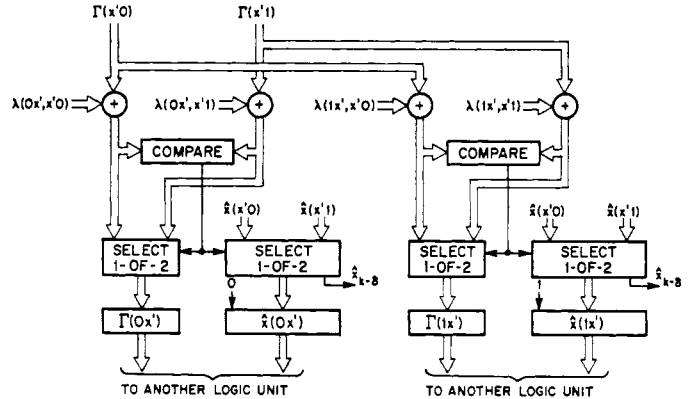 Γ(x'0) Γ(x'1)
λ(0x',x'0) + λ(0x',x'1) + λ(1x',x'0) + λ(1x',x'1) +
COMPARE COMPARE
x̂(x'0) x̂(x'1) x̂(x'0) x̂(x'1)
SELECT SELECT SELECT SELECT
1-OF-2 1-OF-2 1-OF-2 1-OF-2
0 x̂k-δ 1 x̂k-δ
Γ(0x') x̂(0x') Γ(1x') x̂(1x')
TO ANOTHER LOGIC UNIT TO ANOTHER LOGIC UNIT